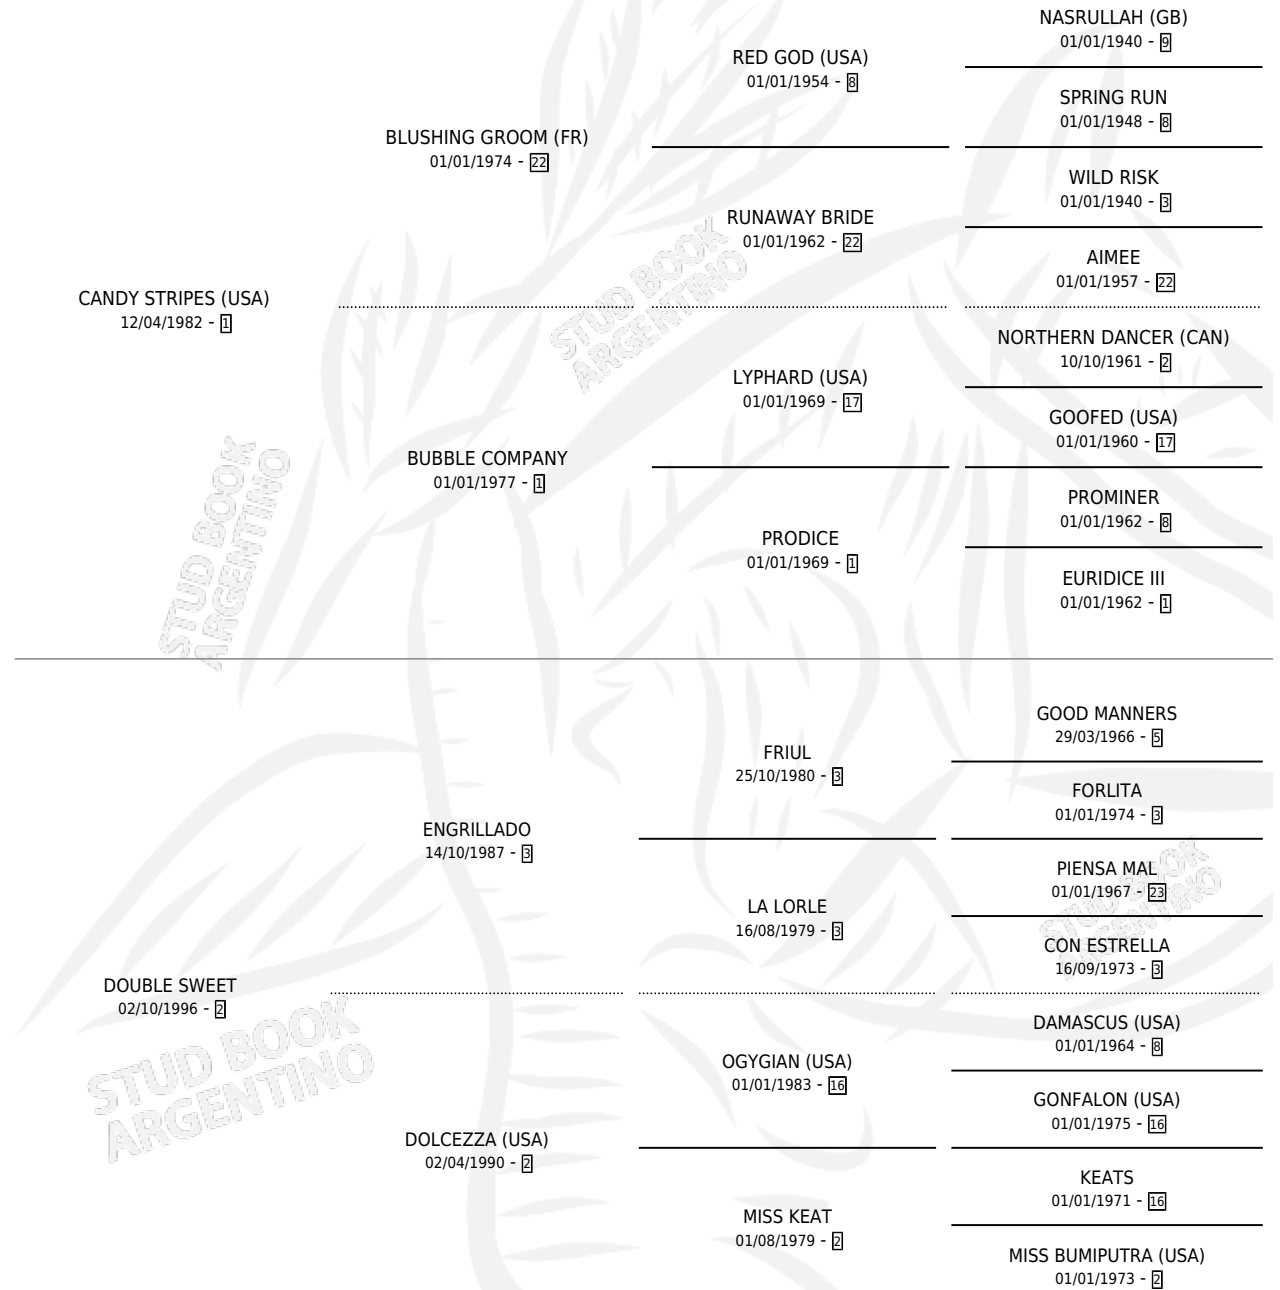 NASRULLAH (GB)
01/01/1940 - 9
RED GOD (USA)
01/01/1954 - 8
SPRING RUN
01/01/1948 - 8
BLUSHING GROOM (FR)
01/01/1974 - 22
WILD RISK
01/01/1940 - 3
RUNAWAY BRIDE
01/01/1962 - 22
AIMEE
01/01/1957 - 22
CANDY STRIPES (USA)
12/04/1982 - 1
NORTHERN DANCER (CAN)
10/10/1961 - 2
LYPHARD (USA)
01/01/1969 - 17
GOOFED (USA)
01/01/1960 - 17
BUBBLE COMPANY
01/01/1977 - 1
PROMINER
01/01/1962 - 8
PRODICE
01/01/1969 - 1
EURIDICE III
01/01/1962 - 1
GOOD MANNERS
29/03/1966 - 5
FRIUL
25/10/1980 - 3
FORLITA
01/01/1974 - 3
ENGRILLADO
14/10/1987 - 3
PIENSA MAL
01/01/1967 - 23
LA LORLE
16/08/1979 - 3
CON ESTRELLA
16/09/1973 - 3
DOUBLE SWEET
02/10/1996 - 2
DAMASCUS (USA)
01/01/1964 - 8
OGYGIAN (USA)
01/01/1983 - 16
GONFALON (USA)
01/01/1975 - 16
DOLCEZZA (USA)
02/04/1990 - 2
KEATS
01/01/1971 - 16
MISS KEAT
01/08/1979 - 2
MISS BUMIPUTRA (USA)
01/01/1973 - 2
STUD BOOK
ARGENTINO
STUD BOOK
ARGENTINO
STUD BOOK
ARGENTINO
STUD BOOK
ARGENTINO